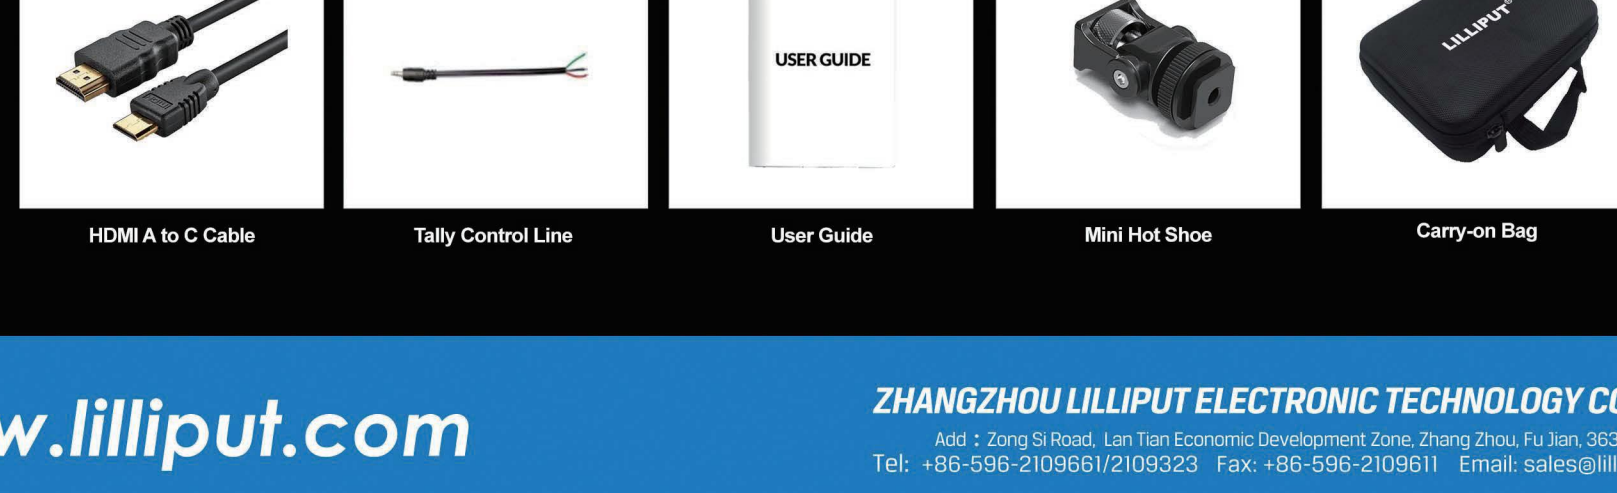 USER GUIDE
LILLIPUT®
HDMI A to C Cable
Tally Control Line
User Guide
Mini Hot Shoe
Carry-on Bag
w.lilliput.com
ZHANGZHOU LILLIPUT ELECTRONIC TECHNOLOGY CO
Add : Zong Si Road, Lan Tian Economic Development Zone, Zhang Zhou, Fu Jian, 363
Tel: +86-596-2109661/2109323 Fax: +86-596-2109611 Email: sales@lill